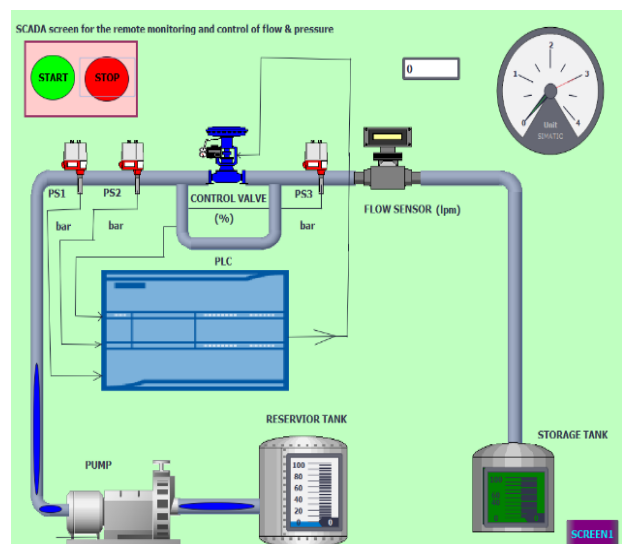 SCADA screen for the remote monitoring and control of flow & pressure
START
STOP
0
0
1
2
3
4
Unit
SIMATIC
PS1
PS2
CONTROL VALVE
(%)
PS3
FLOW SENSOR (lpm)
bar
bar
bar
PLC
RESERVIOR TANK
100
80
60
40
20
0
0
PUMP
STORAGE TANK
100
SCREEN1